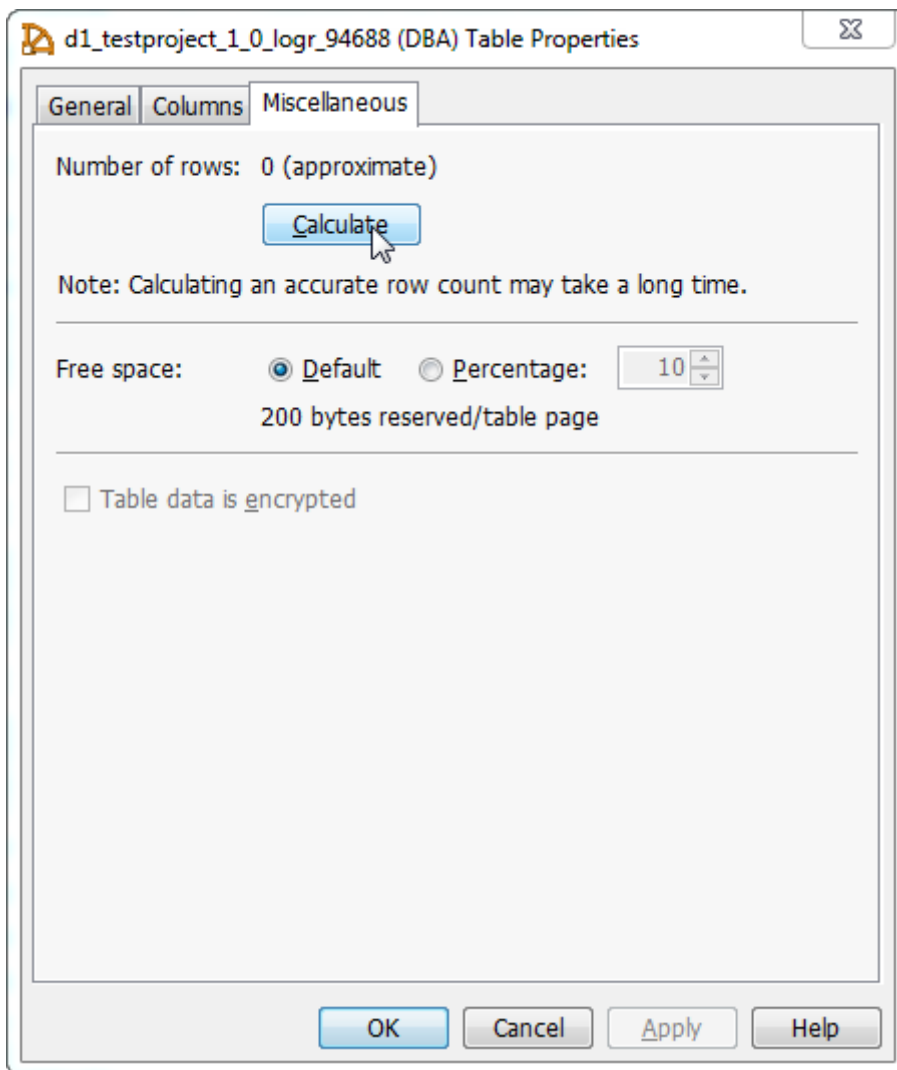 d1_testproject_1_0_logr_94688 (DBA) Table Properties
General Columns Miscellaneous
Number of rows: 0 (approximate)
Calculate
Note: Calculating an accurate row count may take a long time.
Free space: Default Percentage: 10
200 bytes reserved/table page
Table data is encrypted
OK Cancel Apply Help